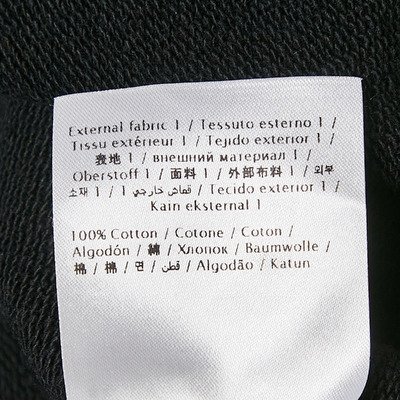 External fabric 1 / Tessuto esterno 1 /
Tissu extérieur 1 / Tejido exterior 1 /
表地 1 / внешний материал 1 /
Oberstoff 1 / 面料 1 / 外部布料 1 / 외부
소재 1 / قماش خارجي 1 / Tecido exterior 1 /
Kain eksternal 1
100% Cotton / Cotone / Coton /
Algodón / 綿 / Хлопок / Baumwolle /
棉 / 棉 / 면 / قطن / Algodão / Katun